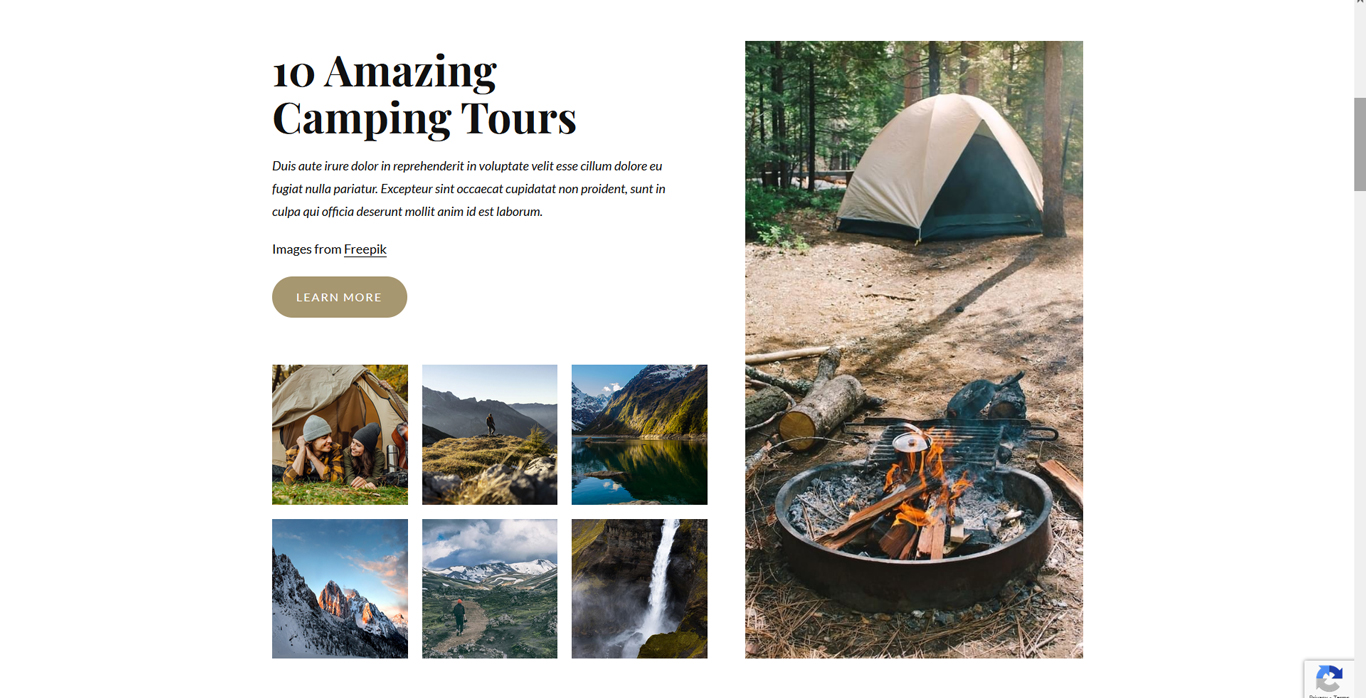 10 Amazing
Camping Tours
Duis aute irure dolor in reprehenderit in voluptate velit esse cillum dolore eu
fugiat nulla pariatur. Excepteur sint occaecat cupidatat non proident, sunt in
culpa qui officia deserunt mollit anim id est laborum.
Images from Freepik
LEARN MORE